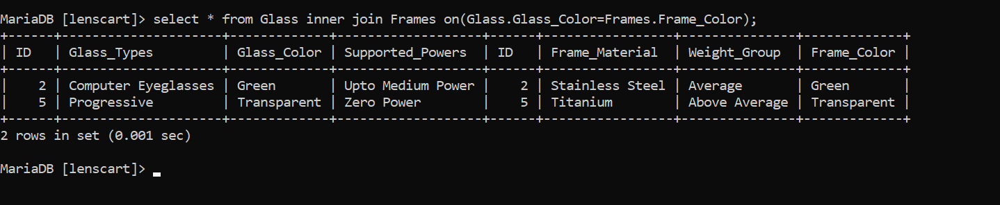 MariaDB [lenscart]> select * from Glass inner join Frames on(Glass.Glass_Color=Frames.Frame_Color);
+------+--------------------+-------------+------------------+------+-----------------+---------------+-------------+
| ID   | Glass_Types        | Glass_Color | Supported_Powers | ID   | Frame_Material  | Weight_Group  | Frame_Color |
+------+--------------------+-------------+------------------+------+-----------------+---------------+-------------+
|    2 | Computer Eyeglasses | Green       | Upto Medium Power |    2 | Stainless Steel | Average       | Green       |
|    5 | Progressive        | Transparent | Zero Power       |    5 | Titanium        | Above Average | Transparent |
+------+--------------------+-------------+------------------+------+-----------------+---------------+-------------+
2 rows in set (0.001 sec)
MariaDB [lenscart]>